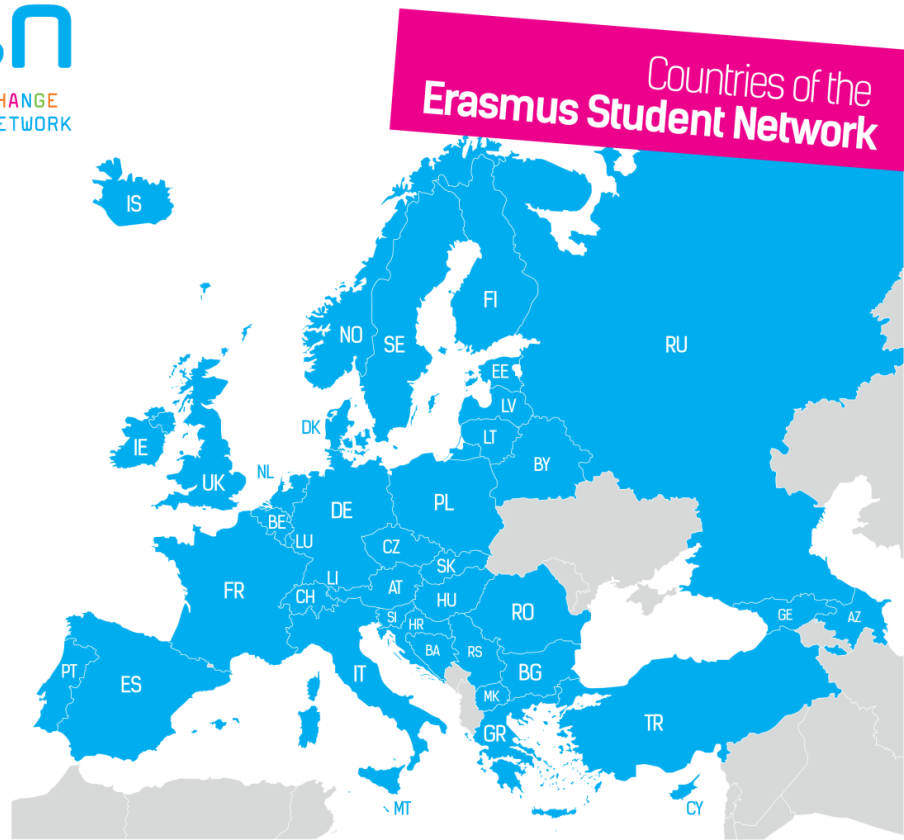 HANGE
ETWORK
Countries of the
Erasmus Student Network
IS
FI
NO
SE
RU
EE
LV
DK
LT
IE
BY
NL
UK
PL
DE
BE
LU
CZ
SK
LI
AT
FR
CH
HU
RO
SI
HR
GE
AZ
BA
RS
PT
IT
BG
ES
MK
TR
GR
MT
CY